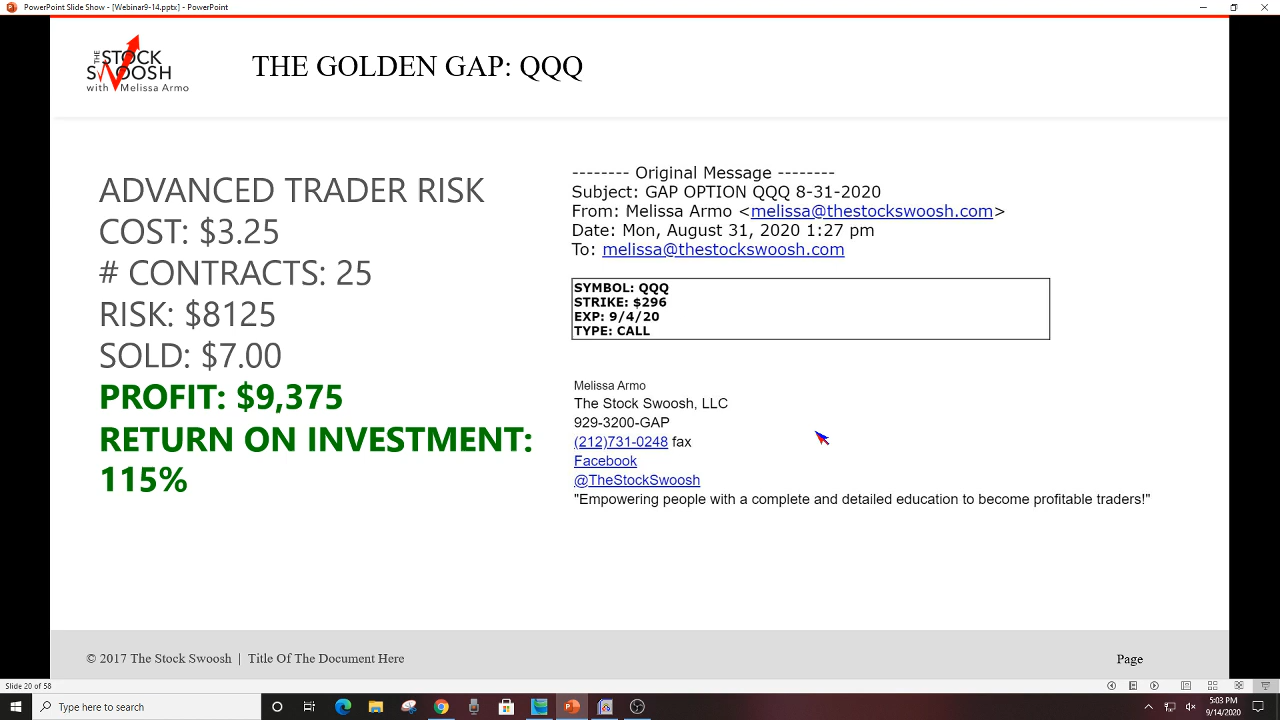 PowerPoint Slide Show - [Webinar9-14.pptx] - PowerPoint
THE
STOCK
SWOOSH
with Melissa Armo
THE GOLDEN GAP: QQQ
ADVANCED TRADER RISK
COST: $3.25
# CONTRACTS: 25
RISK: $8125
SOLD: $7.00
PROFIT: $9,375
RETURN ON INVESTMENT:
115%
-------- Original Message --------
Subject: GAP OPTION QQQ 8-31-2020
From: Melissa Armo <melissa@thestockswoosh.com>
Date: Mon, August 31, 2020 1:27 pm
To: melissa@thestockswoosh.com
SYMBOL: QQQ
STRIKE: $296
EXP: 9/4/20
TYPE: CALL
Melissa Armo
The Stock Swoosh, LLC
929-3200-GAP
(212)731-0248 fax
Facebook
@TheStockSwoosh
"Empowering people with a complete and detailed education to become profitable traders!"
© 2017 The Stock Swoosh | Title Of The Document Here
Page
Slide 20 of 58
Type here to search
5:03 PM
9/14/2020